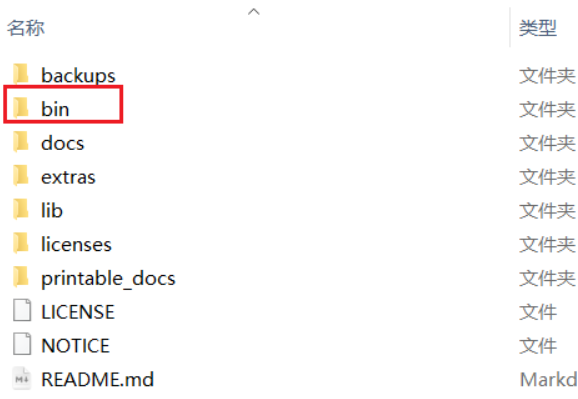 名称 类型
backups 文件夹
bin 文件夹
docs 文件夹
extras 文件夹
lib 文件夹
licenses 文件夹
printable_docs 文件夹
LICENSE 文件
NOTICE 文件
README.md Markd